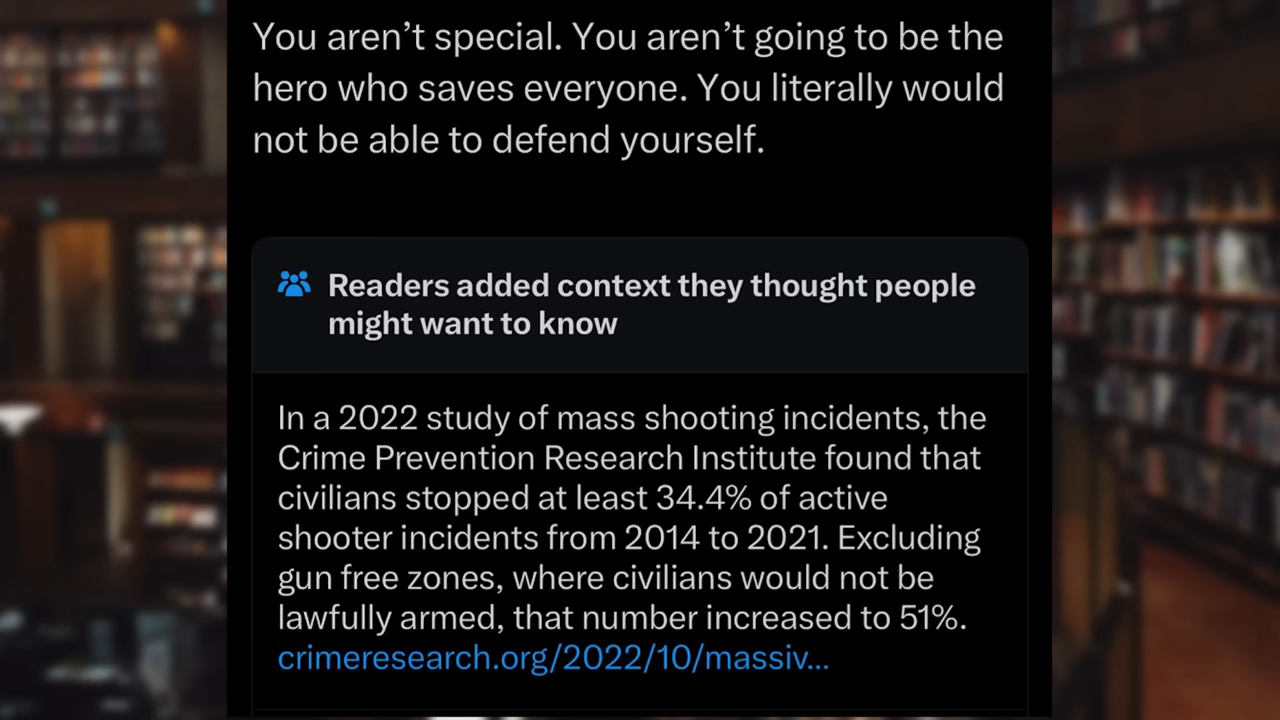 You aren’t special. You aren’t going to be the
hero who saves everyone. You literally would
not be able to defend yourself.
Readers added context they thought people
might want to know
In a 2022 study of mass shooting incidents, the
Crime Prevention Research Institute found that
civilians stopped at least 34.4% of active
shooter incidents from 2014 to 2021. Excluding
gun free zones, where civilians would not be
lawfully armed, that number increased to 51%.
crimeresearch.org/2022/10/massiv...